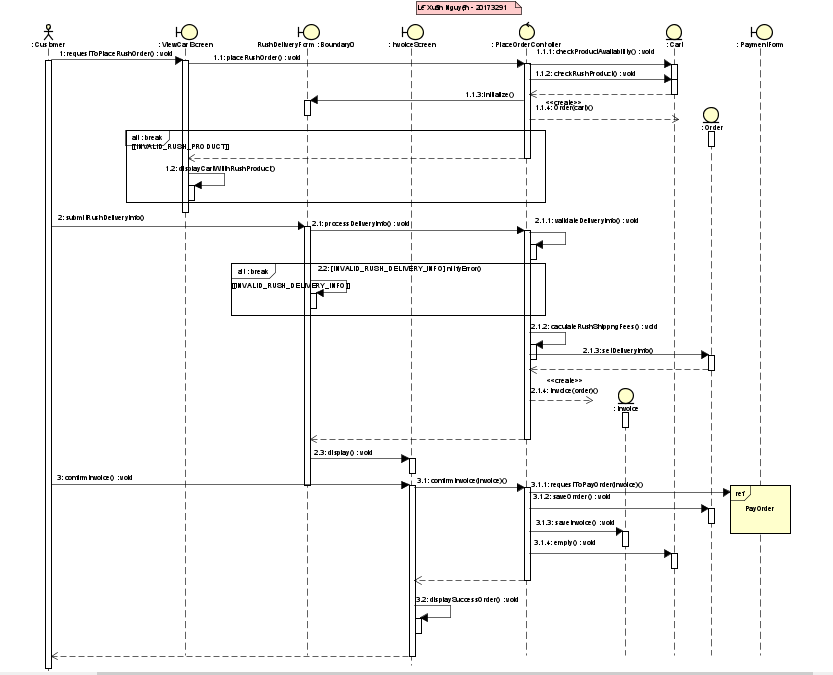 Lê Xuân Nguyên - 20173291
: Customer
: ViewCartScreen
RushDeliveryForm : Boundary0
: InvoiceScreen
: PlaceOrderController
: Cart
: PaymentForm
1: requestToPlaceRushOrder() : void
1.1: placeRushOrder() : void
1.1.1: checkProductAvailability() : void
1.1.2: checkRushProduct() : void
1.1.3: Initialize()
<<create>>
1.1.4: Order(cart)()
: Order
alt : break
[[INVALID_RUSH_PRODUCT]]
1.2: displayCartWithRushProduct()
2: submitRushDeliveryInfo()
2.1: processDeliveryInfo() : void
2.1.1: validateDeliveryInfo() : void
alt : break
2.2: [INVALID_RUSH_DELIVERY_INFO] notifyError()
[[INVALID_RUSH_DELIVERY_INFO]]
2.1.2: caculateRushShippngFees() : void
2.1.3: setDeliveryInfo()
<<create>>
2.1.4: Invoice(order)()
: Invoice
2.3: display() : void
3: confirmInvoice() : void
3.1: confirmInvoice(invoice)()
3.1.1: requestToPayOrder(invoice)()
ref
3.1.2: saveOrder() : void
PayOrder
3.1.3: saveInvoice() : void
3.1.4: empty() : void
3.2: displaySuccessOrder() : void